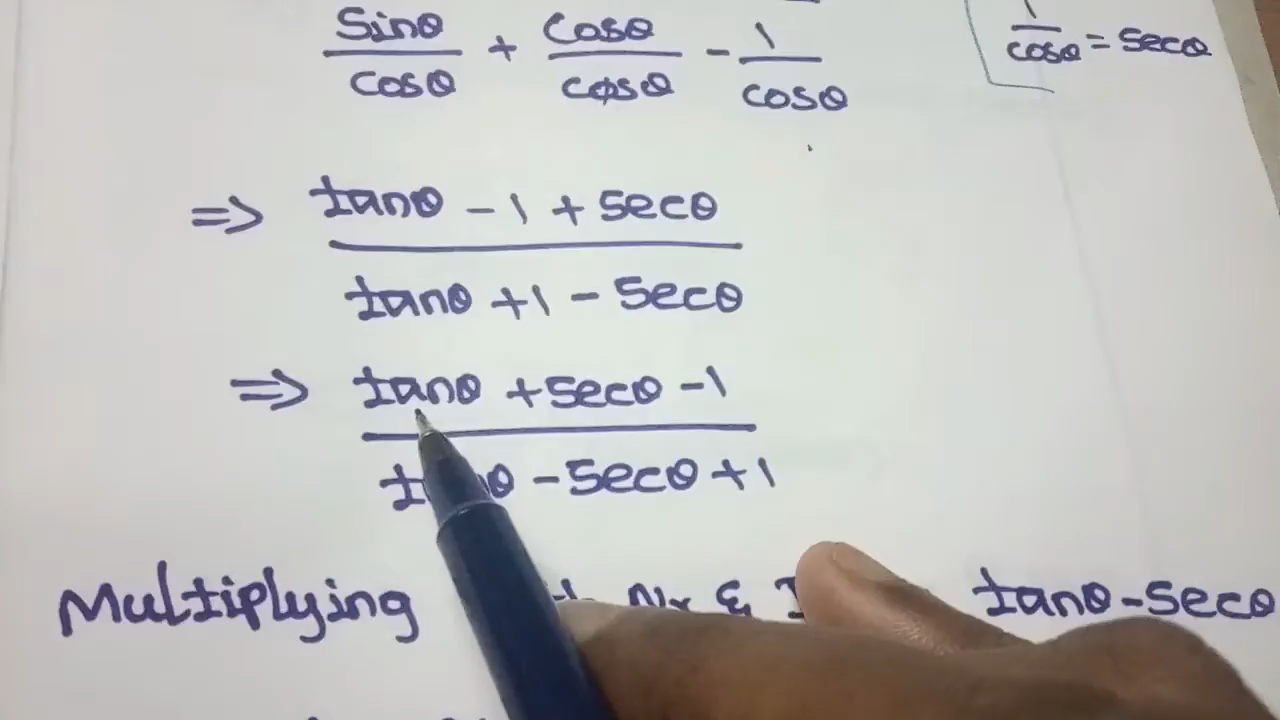 sinθ/cosθ + cosθ/cosθ - 1/cosθ
1/cosθ = secθ
=> tanθ - 1 + secθ
tanθ + 1 - secθ
=> tanθ + secθ - 1
- secθ + 1
Multiplying Nr & tanθ - secθ